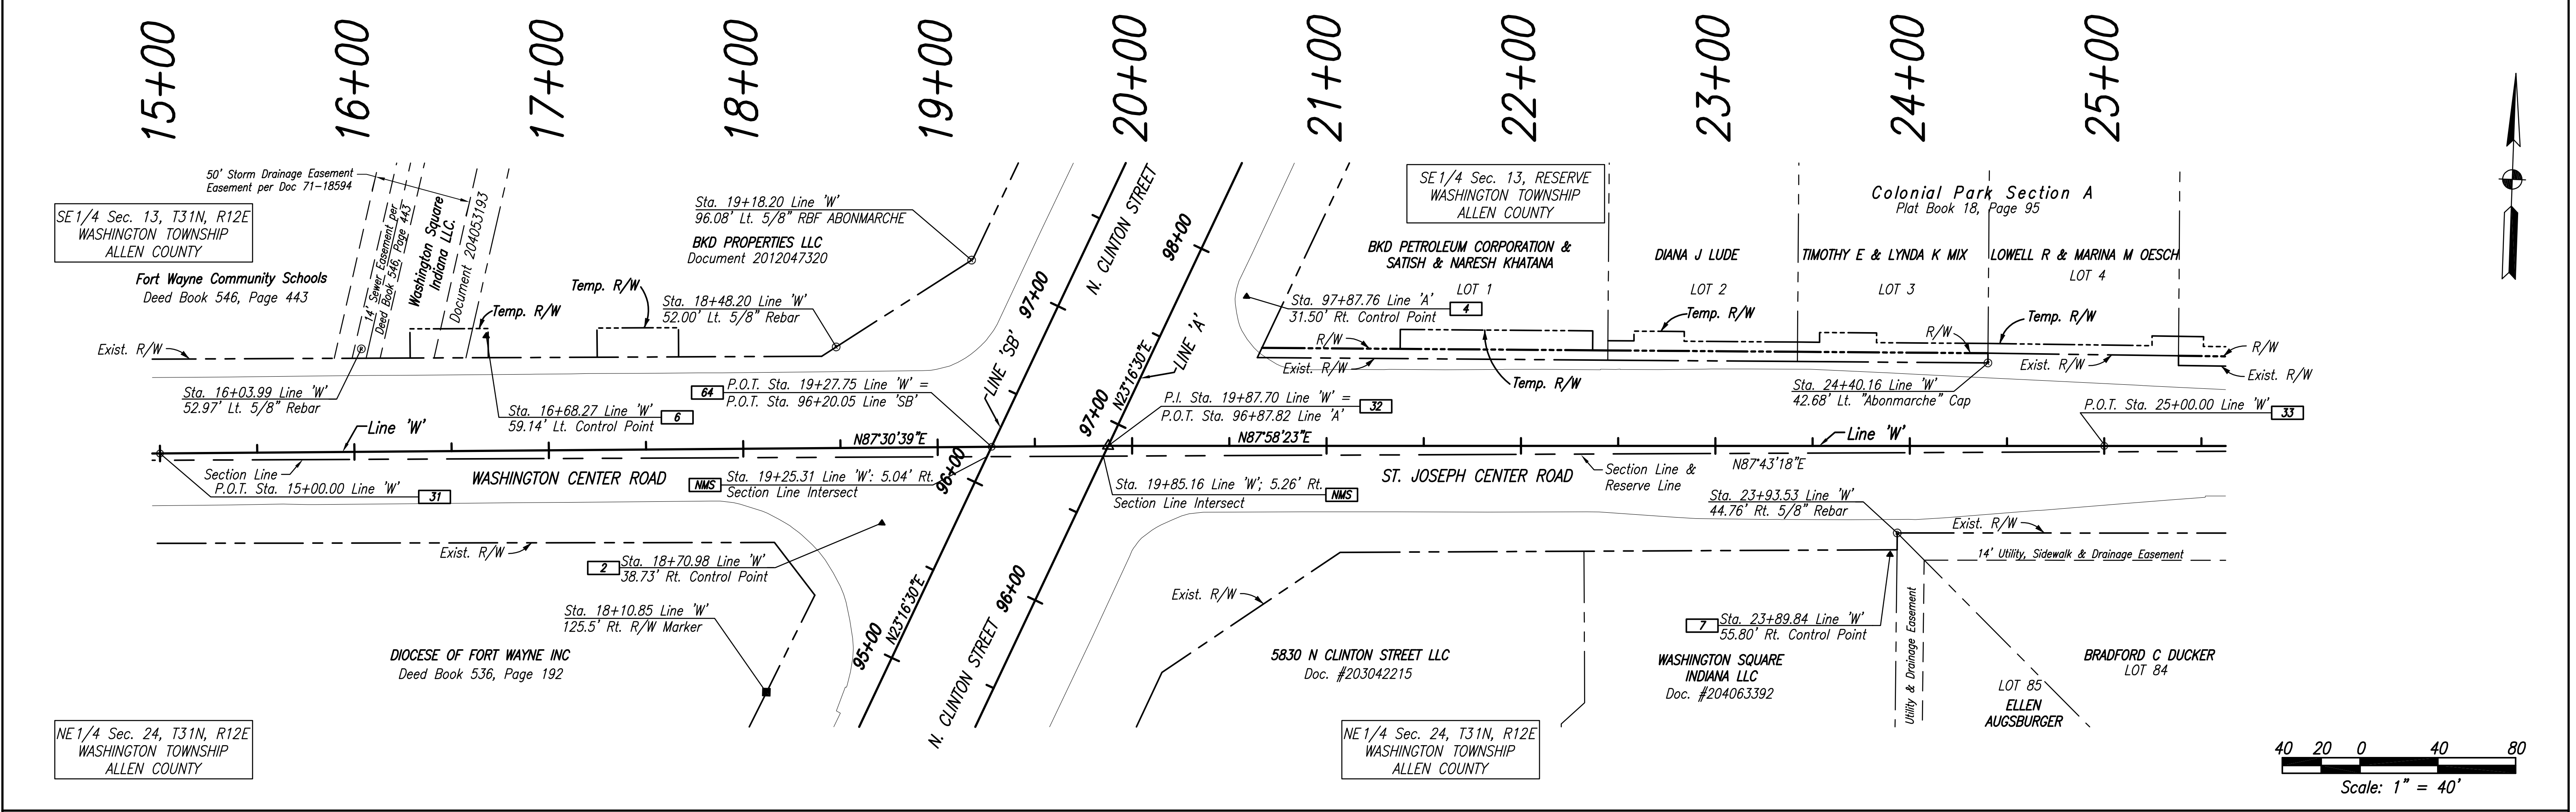 15+00
16+00
17+00
18+00
19+00
20+00
21+00
22+00
23+00
24+00
25+00
50' Storm Drainage Easement
Easement per Doc 71-18594
SE1/4 Sec. 13, T31N, R12E
WASHINGTON TOWNSHIP
ALLEN COUNTY
Fort Wayne Community Schools
Deed Book 546, Page 443
14' Sewer Easement per
Deed Book 546, Page 443
Washington Square
Indiana LLC.
Document 204053193
Temp. R/W
Temp. R/W
Sta. 19+18.20 Line 'W'
96.08' Lt. 5/8" RBF ABONMARCHE
BKD PROPERTIES LLC
Document 2012047320
Sta. 18+48.20 Line 'W'
52.00' Lt. 5/8" Rebar
Exist. R/W
Sta. 16+03.99 Line 'W'
52.97' Lt. 5/8" Rebar
Sta. 16+68.27 Line 'W'
59.14' Lt. Control Point
6
64
P.O.T. Sta. 19+27.75 Line 'W' =
P.O.T. Sta. 96+20.05 Line 'SB'
Line 'W'
N87°30'39"E
Section Line
P.O.T. Sta. 15+00.00 Line 'W'
31
WASHINGTON CENTER ROAD
NMS
Sta. 19+25.31 Line 'W': 5.04' Rt.
Section Line Intersect
Exist. R/W
2
Sta. 18+70.98 Line 'W'
38.73' Rt. Control Point
Sta. 18+10.85 Line 'W'
125.5' Rt. R/W Marker
DIOCESE OF FORT WAYNE INC
Deed Book 536, Page 192
NE1/4 Sec. 24, T31N, R12E
WASHINGTON TOWNSHIP
ALLEN COUNTY
N. CLINTON STREET
97+00
LINE 'SB'
96+00
N23°16'30"E
95+00
98+00
LINE 'A'
N23°16'30"E
97+00
96+00
N. CLINTON STREET
SE1/4 Sec. 13, RESERVE
WASHINGTON TOWNSHIP
ALLEN COUNTY
BKD PETROLEUM CORPORATION &
SATISH & NARESH KHATANA
LOT 1
Sta. 97+87.76 Line 'A'
31.50' Rt. Control Point
4
R/W
Exist. R/W
Temp. R/W
DIANA J LUDE
LOT 2
Temp. R/W
Colonial Park Section A
Plat Book 18, Page 95
TIMOTHY E & LYNDA K MIX
LOT 3
LOWELL R & MARINA M OESCH
LOT 4
R/W
Temp. R/W
Exist. R/W
R/W
Exist. R/W
P.I. Sta. 19+87.70 Line 'W' =
P.O.T. Sta. 96+87.82 Line 'A'
32
Sta. 24+40.16 Line 'W'
42.68' Lt. "Abonmarche" Cap
P.O.T. Sta. 25+00.00 Line 'W'
33
N87°58'23"E
Line 'W'
Sta. 19+85.16 Line 'W'; 5.26' Rt.
Section Line Intersect
NMS
ST. JOSEPH CENTER ROAD
Section Line &
Reserve Line
N87°43'18"E
Sta. 23+93.53 Line 'W'
44.76' Rt. 5/8" Rebar
Exist. R/W
14' Utility, Sidewalk & Drainage Easement
Exist. R/W
7
Sta. 23+89.84 Line 'W'
55.80' Rt. Control Point
Utility & Drainage Easement
5830 N CLINTON STREET LLC
Doc. #203042215
WASHINGTON SQUARE
INDIANA LLC
Doc. #204063392
LOT 85
ELLEN
AUGSBURGER
BRADFORD C DUCKER
LOT 84
NE1/4 Sec. 24, T31N, R12E
WASHINGTON TOWNSHIP
ALLEN COUNTY
40 20 0 40 80
Scale: 1" = 40'